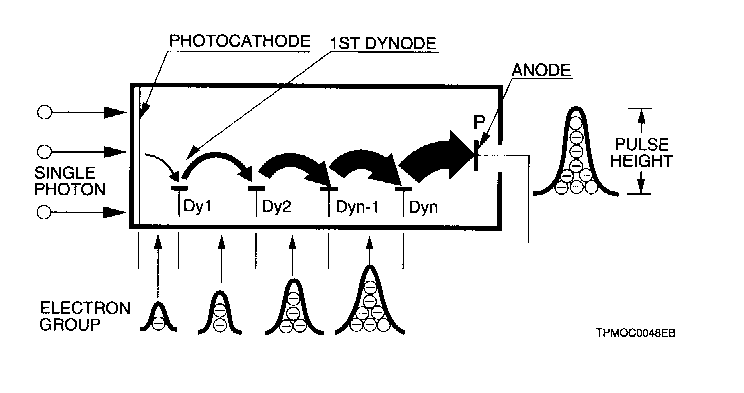 PHOTOCATHODE
1ST DYNODE
ANODE
P
PULSE
HEIGHT
SINGLE
PHOTON
Dy1
Dy2
Dyn-1
Dyn
ELECTRON
GROUP
TPMOC0048EB